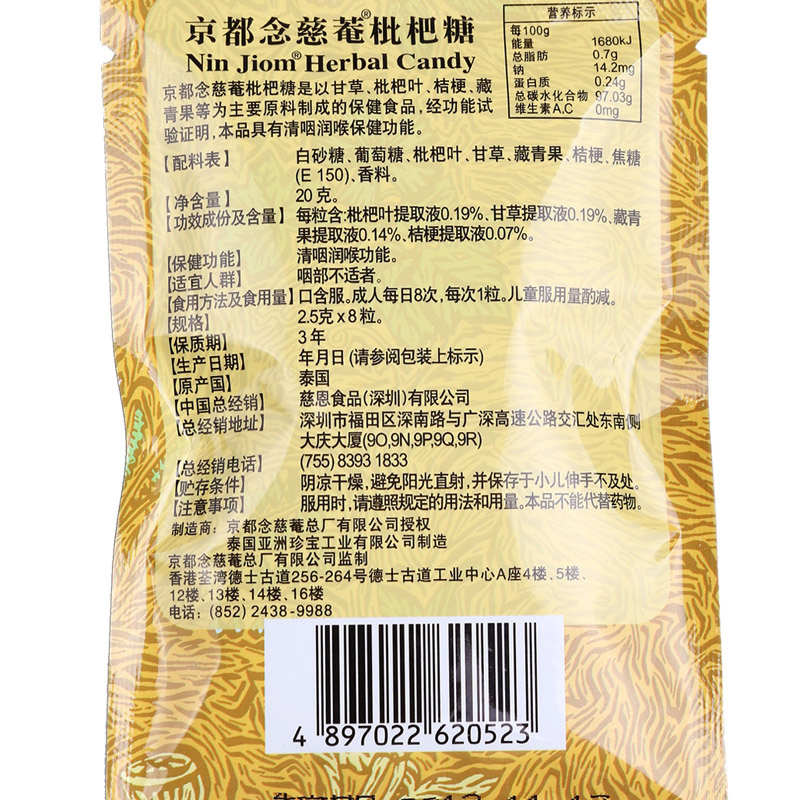 京都念慈菴®枇杷糖
Nin Jiom® Herbal Candy
营养标示
每100g
能量 1680kJ
总脂肪 0.7g
钠 14.2mg
蛋白质 0.24g
总碳水化合物 97.03g
维生素A,C 0mg
京都念慈菴枇杷糖是以甘草、枇杷叶、桔梗、藏
青果等为主要原料制成的保健食品，经功能试
验证明，本品具有清咽润喉保健功能。
【配料表】 白砂糖、葡萄糖、枇杷叶、甘草、藏青果、桔梗、焦糖
(E 150)、香料。
【净含量】 20克。
【功效成份及含量】 每粒含:枇杷叶提取液0.19%、甘草提取液0.19%、藏青
果提取液0.14%、桔梗提取液0.07%。
【保健功能】 清咽润喉功能。
【适宜人群】 咽部不适者。
【食用方法及食用量】 口含服。成人每日8次，每次1粒。儿童服用量酌减。
【规格】 2.5克 x 8 粒。
【保质期】 3 年
【生产日期】 年月日 (请参阅包装上标示)
【原产国】 泰国
【中国总经销】 慈恩食品(深圳)有限公司
【总经销地址】 深圳市福田区深南路与广深高速公路交汇处东南侧
大庆大厦(9O,9N,9P,9Q,9R)
【总经销电话】 (755) 8393 1833
【贮存条件】 阴凉干燥，避免阳光直射，并保存于小儿伸手不及处。
【注意事项】 服用时，请遵照规定的用法和用量。本品不能代替药物。
制造商：京都念慈菴总厂有限公司授权
泰国亚洲珍宝工业有限公司制造
京都念慈菴总厂有限公司监制
香港荃湾德士古道256-264号德士古道工业中心A座4楼、5楼、
12楼、13楼、14楼、16楼
电话：(852) 2438-9988
4 897022 620523